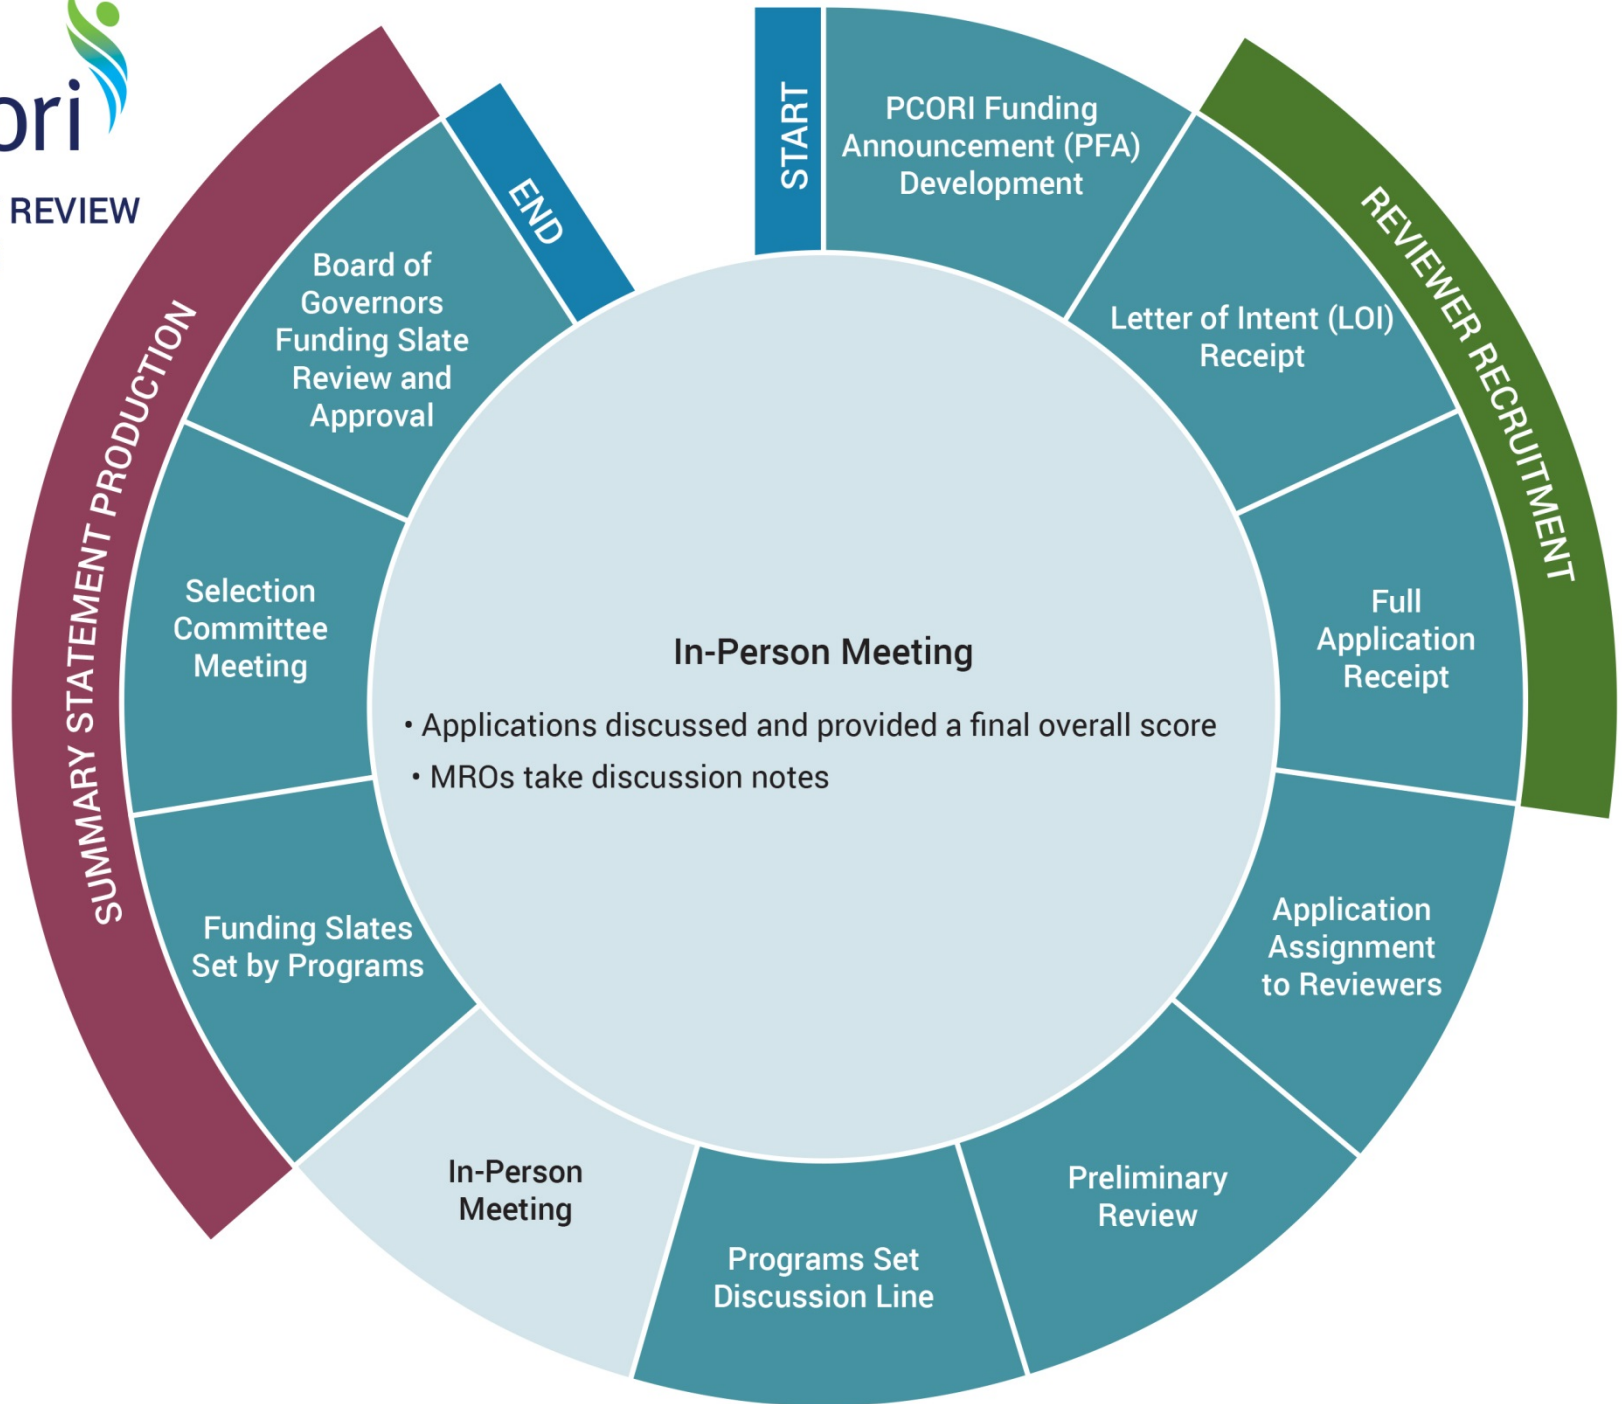 ori
REVIEW
START
PCORI Funding
Announcement (PFA)
Development
REVIEWER RECRUITMENT
Letter of Intent (LOI)
Receipt
Full
Application
Receipt
Application
Assignment
to Reviewers
Preliminary
Review
Programs Set
Discussion Line
In-Person
Meeting
Funding Slates
Set by Programs
Selection
Committee
Meeting
Board of
Governors
Funding Slate
Review and
Approval
SUMMARY STATEMENT PRODUCTION
END
In-Person Meeting
• Applications discussed and provided a final overall score
• MROs take discussion notes